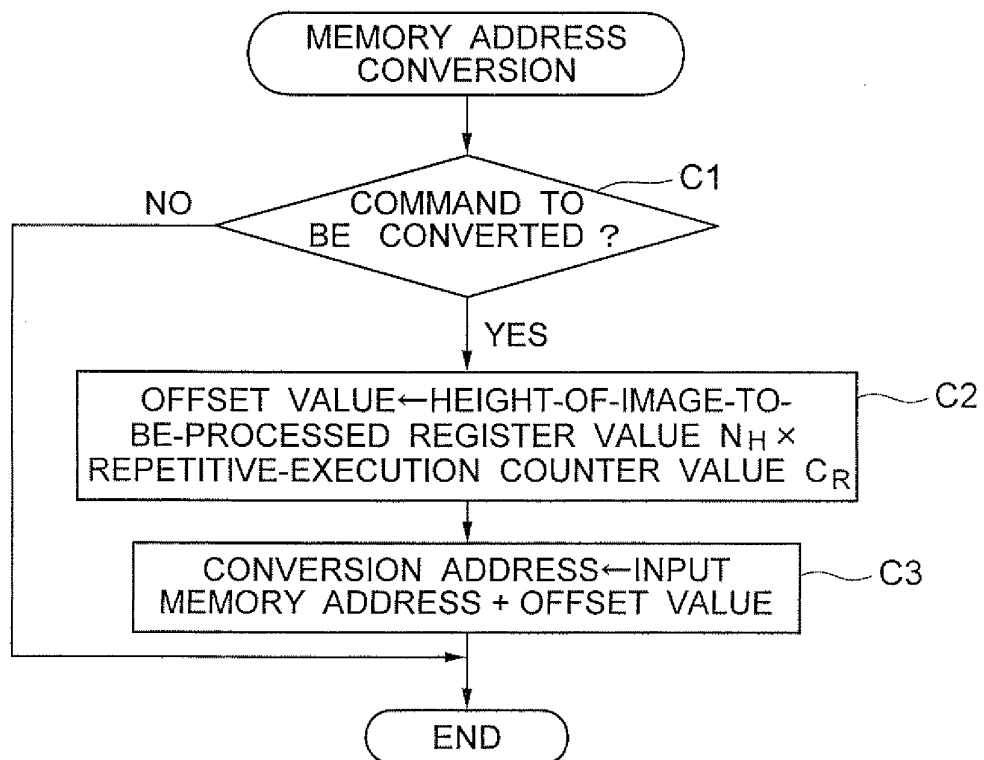 MEMORY ADDRESS
CONVERSION
C1
NO
COMMAND TO
BE CONVERTED ?
YES
C2
OFFSET VALUE←HEIGHT-OF-IMAGE-TO-
BE-PROCESSED REGISTER VALUE NH ×
REPETITIVE-EXECUTION COUNTER VALUE CR
C3
CONVERSION ADDRESS←INPUT
MEMORY ADDRESS + OFFSET VALUE
END